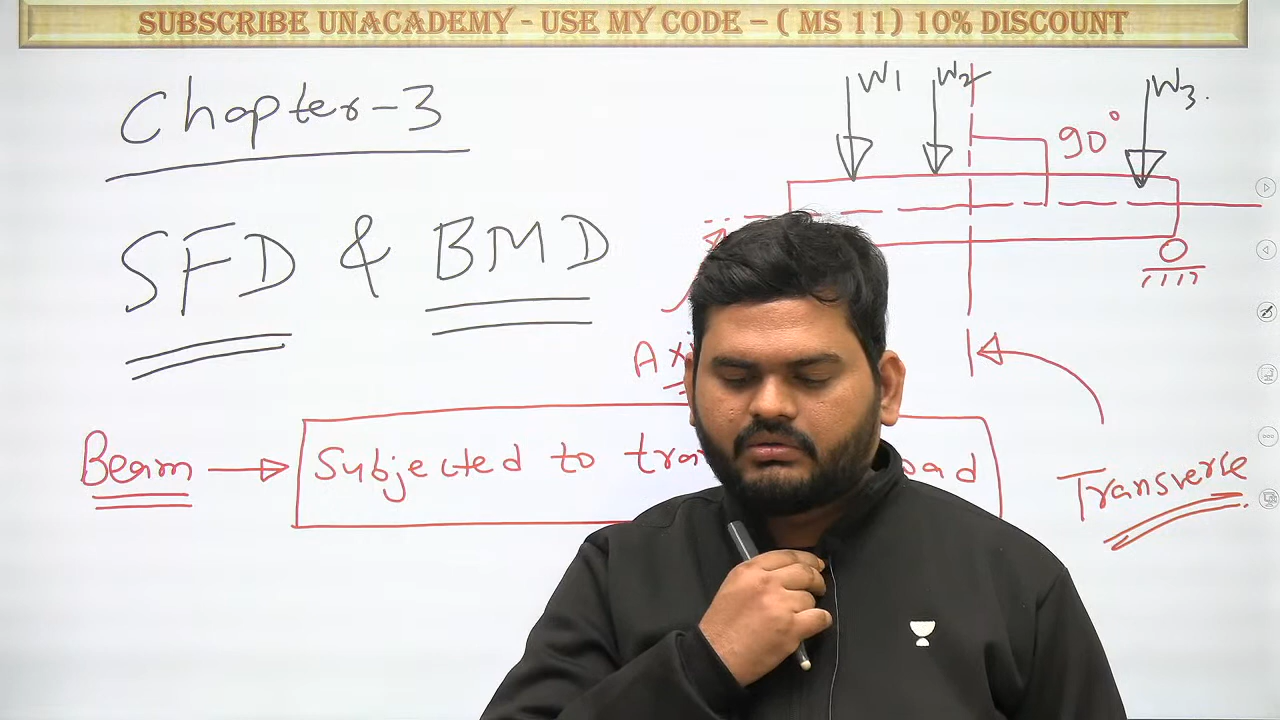 SUBSCRIBE UNACADEMY - USE MY CODE – ( MS 11) 10% DISCOUNT
Chapter-3
W1 W2 W3.
90°
SFD & BMD
Beam → Subjected to
Transverse